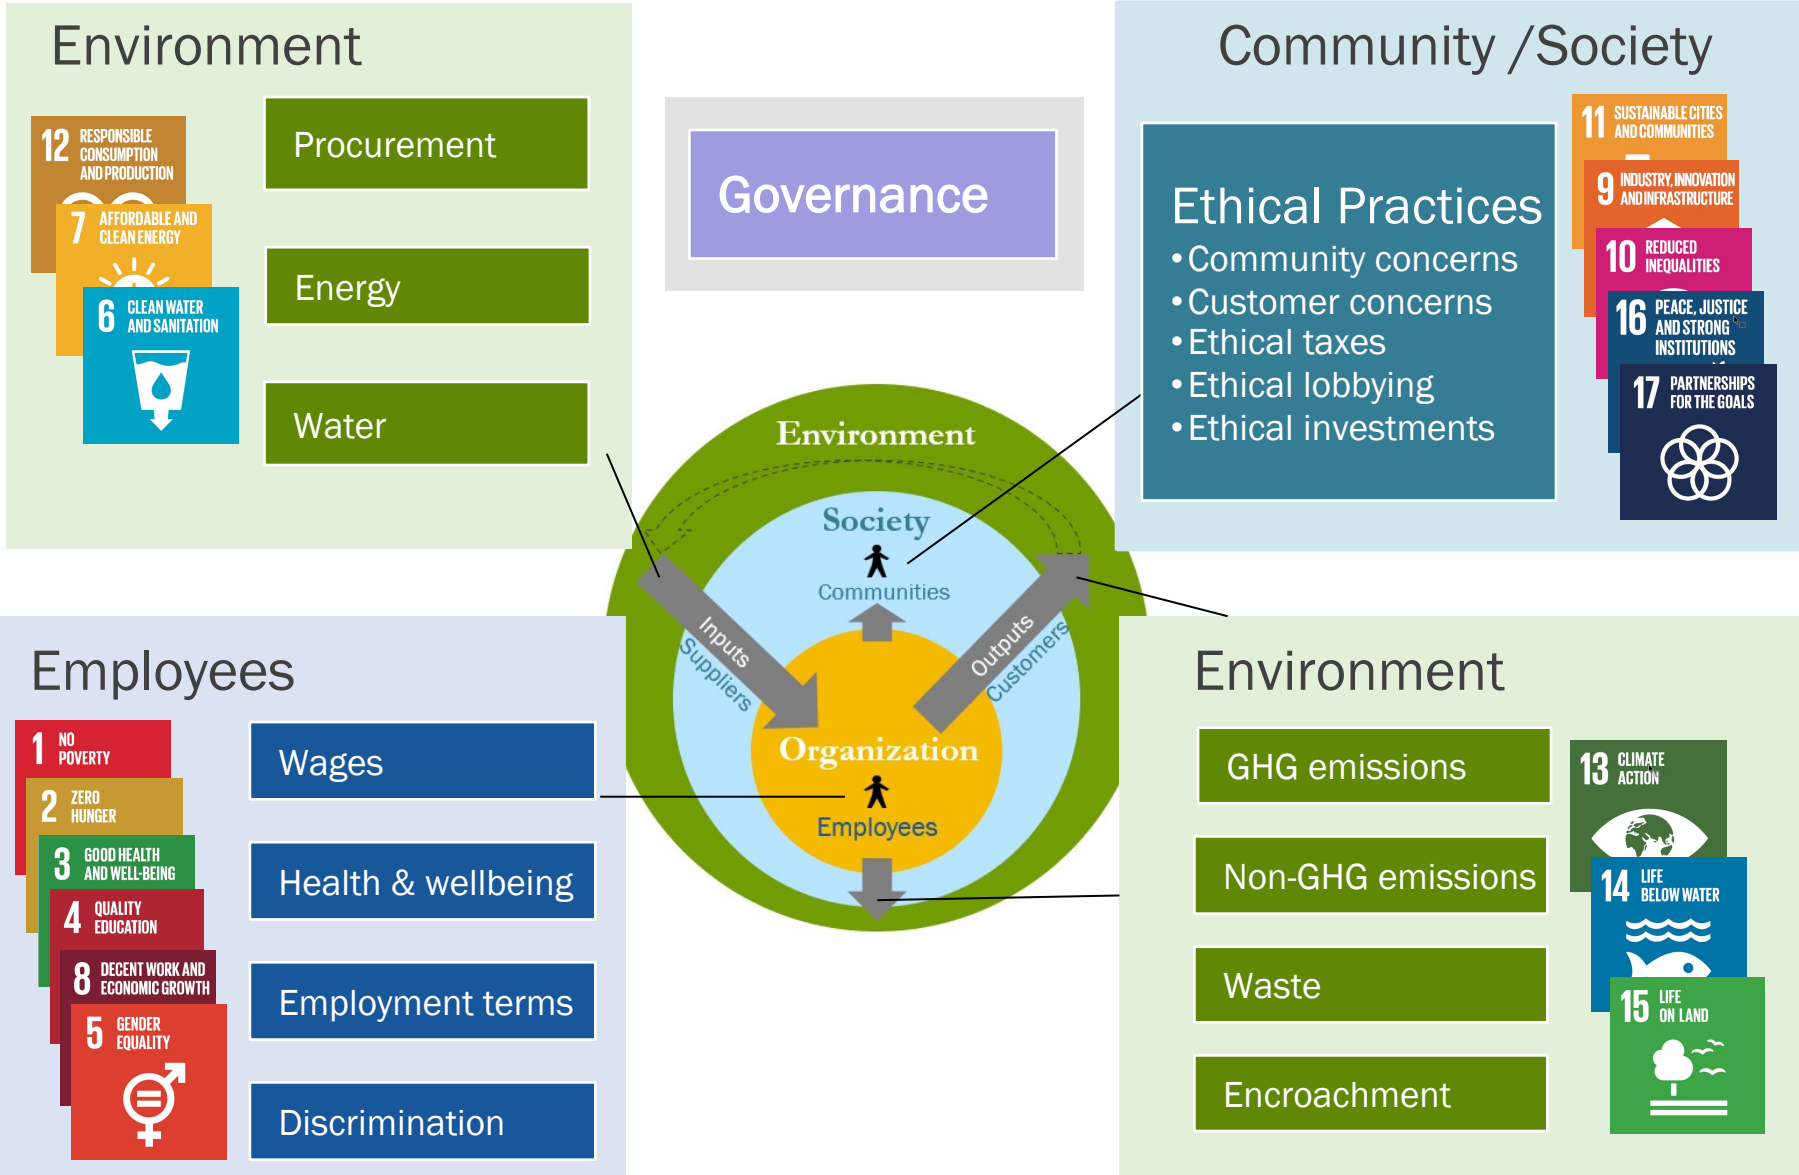 Environment
12 RESPONSIBLE
CONSUMPTION
AND PRODUCTION
7 AFFORDABLE AND
CLEAN ENERGY
6 CLEAN WATER
AND SANITATION
Procurement
Energy
Water
Governance
Community /Society
Ethical Practices
•Community concerns
•Customer concerns
•Ethical taxes
•Ethical lobbying
•Ethical investments
11 SUSTAINABLE CITIES
AND COMMUNITIES
9 INDUSTRY, INNOVATION
AND INFRASTRUCTURE
10 REDUCED
INEQUALITIES
16 PEACE, JUSTICE
AND STRONG
INSTITUTIONS
17 PARTNERSHIPS
FOR THE GOALS
Environment
Society
Communities
Inputs
Suppliers
Outputs
Customers
Organization
Employees
Employees
1 NO
POVERTY
2 ZERO
HUNGER
3 GOOD HEALTH
AND WELL-BEING
4 QUALITY
EDUCATION
8 DECENT WORK AND
ECONOMIC GROWTH
5 GENDER
EQUALITY
Wages
Health & wellbeing
Employment terms
Discrimination
Environment
GHG emissions
Non-GHG emissions
Waste
Encroachment
13 CLIMATE
ACTION
14 LIFE
BELOW WATER
15 LIFE
ON LAND